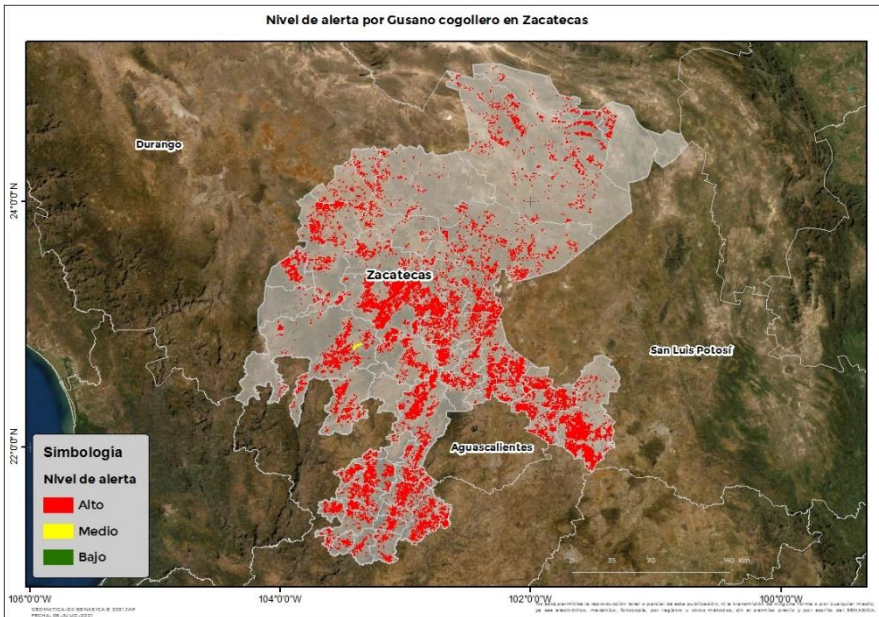 Nivel de alerta por Gusano cogollero en Zacatecas
Durango
24°0'0"N
Zacatecas
San Luis Potosí
22°0'0"N
Aguascalientes
Simbología
Nivel de alerta
Alto
Medio
Bajo
35
70
140 Km
106°0'0"W
104°0'0"W
102°0'0"W
100°0'0"W